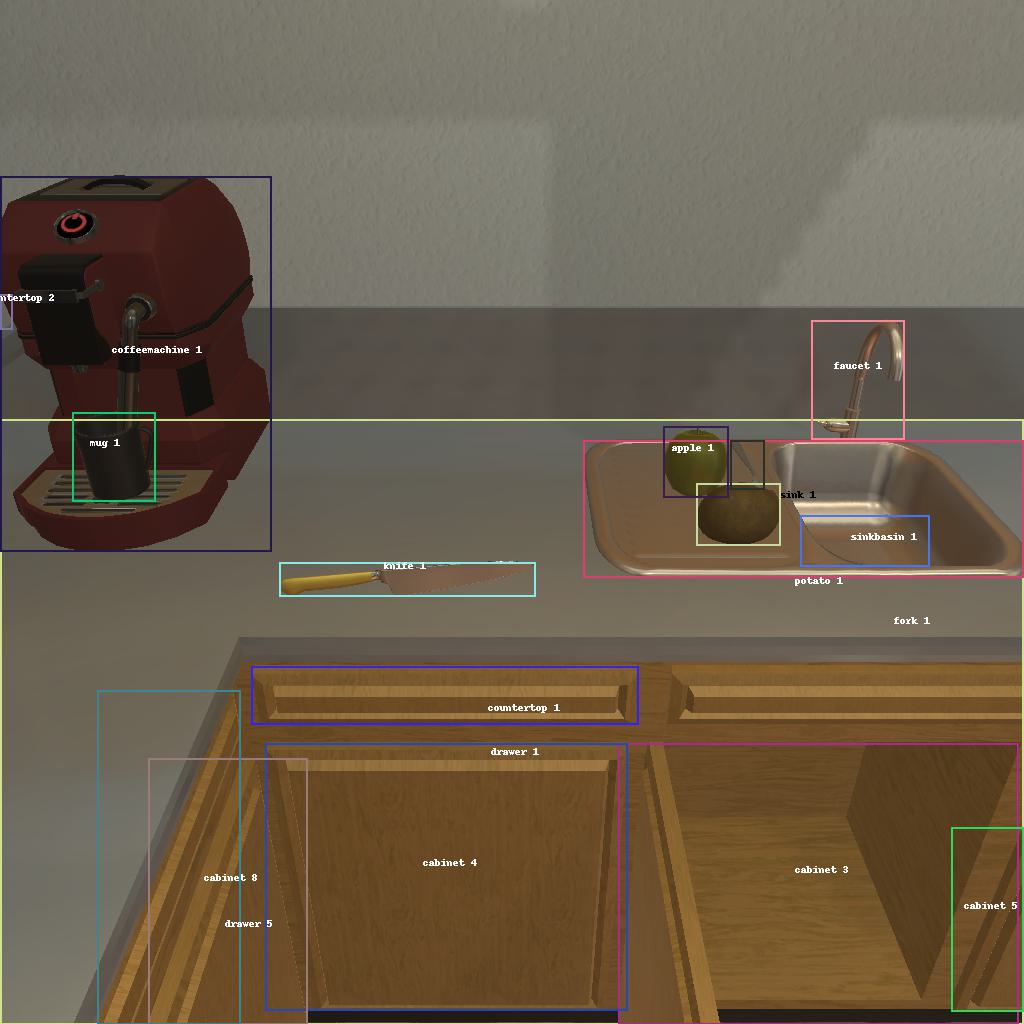 ntertop 2
coffeemachine 1
faucet 1
mug 1
apple 1
sink 1
sinkbasin 1
knife 1
potato 1
fork 1
countertop 1
drawer 1
cabinet 4
cabinet 3
cabinet 8
cabinet 5
drawer 5